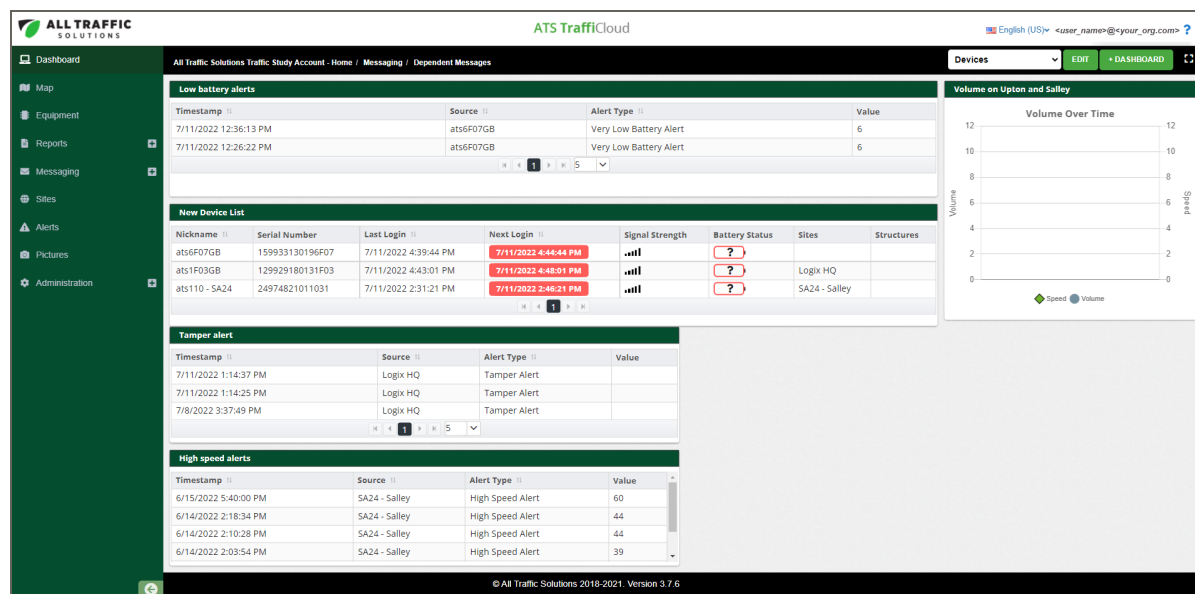 ALL TRAFFIC
SOLUTIONS
ATS TraffiCloud
English (US) <user_name>@<your_org.com> ?
Dashboard
Map
Equipment
Reports
Messaging
Sites
Alerts
Pictures
Administration
All Traffic Solutions Traffic Study Account - Home / Messaging / Dependent Messages
Devices EDIT + DASHBOARD
Low battery alerts
Timestamp Source Alert Type Value
7/11/2022 12:36:13 PM ats6F07GB Very Low Battery Alert 6
7/11/2022 12:26:22 PM ats6F07GB Very Low Battery Alert 6
1 5
New Device List
Nickname Serial Number Last Login Next Login Signal Strength Battery Status Sites Structures
ats6F07GB 159933130196F07 7/11/2022 4:39:44 PM 7/11/2022 4:44:44 PM ?
ats1F03GB 129929180131F03 7/11/2022 4:43:01 PM 7/11/2022 4:48:01 PM ? Logix HQ
ats110 - SA24 24974821011031 7/11/2022 2:31:21 PM 7/11/2022 2:46:21 PM ? SA24 - Salley
1
Tamper alert
Timestamp Source Alert Type Value
7/11/2022 1:14:37 PM Logix HQ Tamper Alert
7/11/2022 1:14:25 PM Logix HQ Tamper Alert
7/8/2022 3:37:49 PM Logix HQ Tamper Alert
1 5
High speed alerts
Timestamp Source Alert Type Value
6/15/2022 5:40:00 PM SA24 - Salley High Speed Alert 60
6/14/2022 2:18:34 PM SA24 - Salley High Speed Alert 44
6/14/2022 2:10:28 PM SA24 - Salley High Speed Alert 44
6/14/2022 2:03:54 PM SA24 - Salley High Speed Alert 39
Volume on Upton and Salley
Volume Over Time
12 12
10 10
8 8
6 6
4 4
2 2
0 0
Volume
Speed
Speed Volume
© All Traffic Solutions 2018-2021. Version 3.7.6